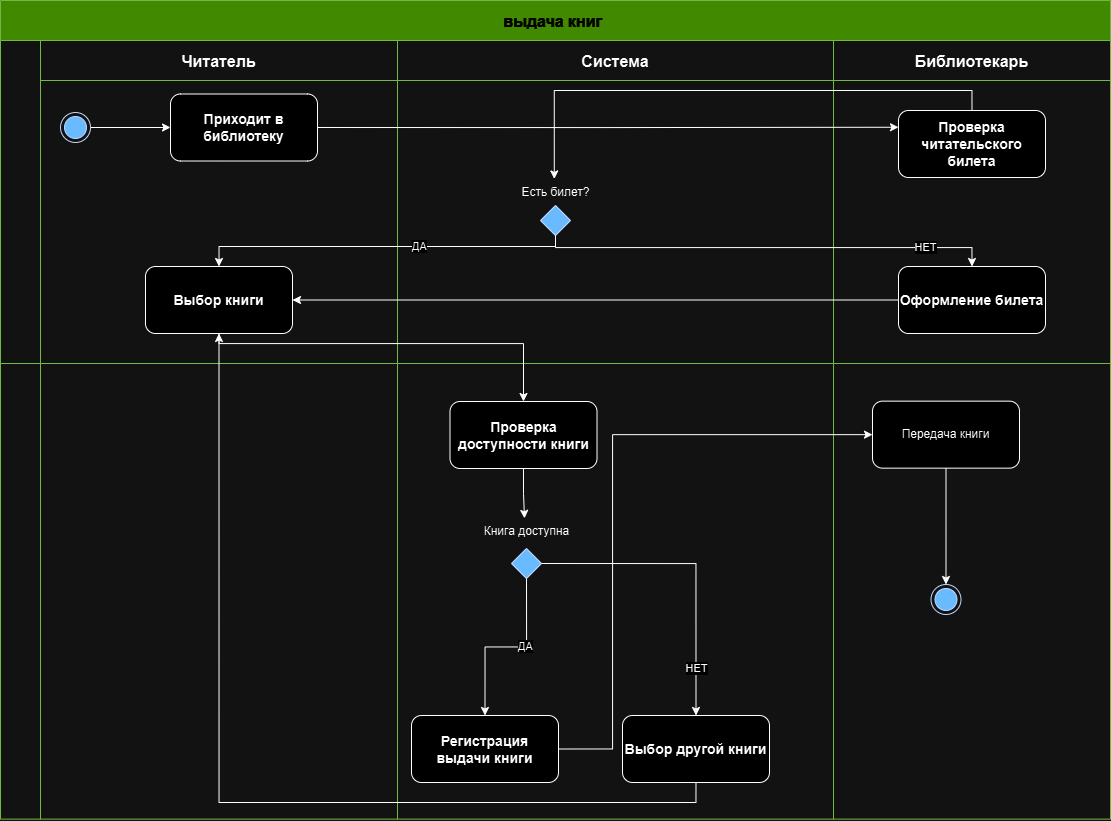 выдача книг
Читатель
Система
Библиотекарь
Приходит в
библиотеку
Проверка
читательского
билета
Есть билет?
ДА
НЕТ
Выбор книги
Оформление билета
Проверка
доступности книги
Передача книги
Книга доступна
ДА
НЕТ
Регистрация
выдачи книги
Выбор другой книги